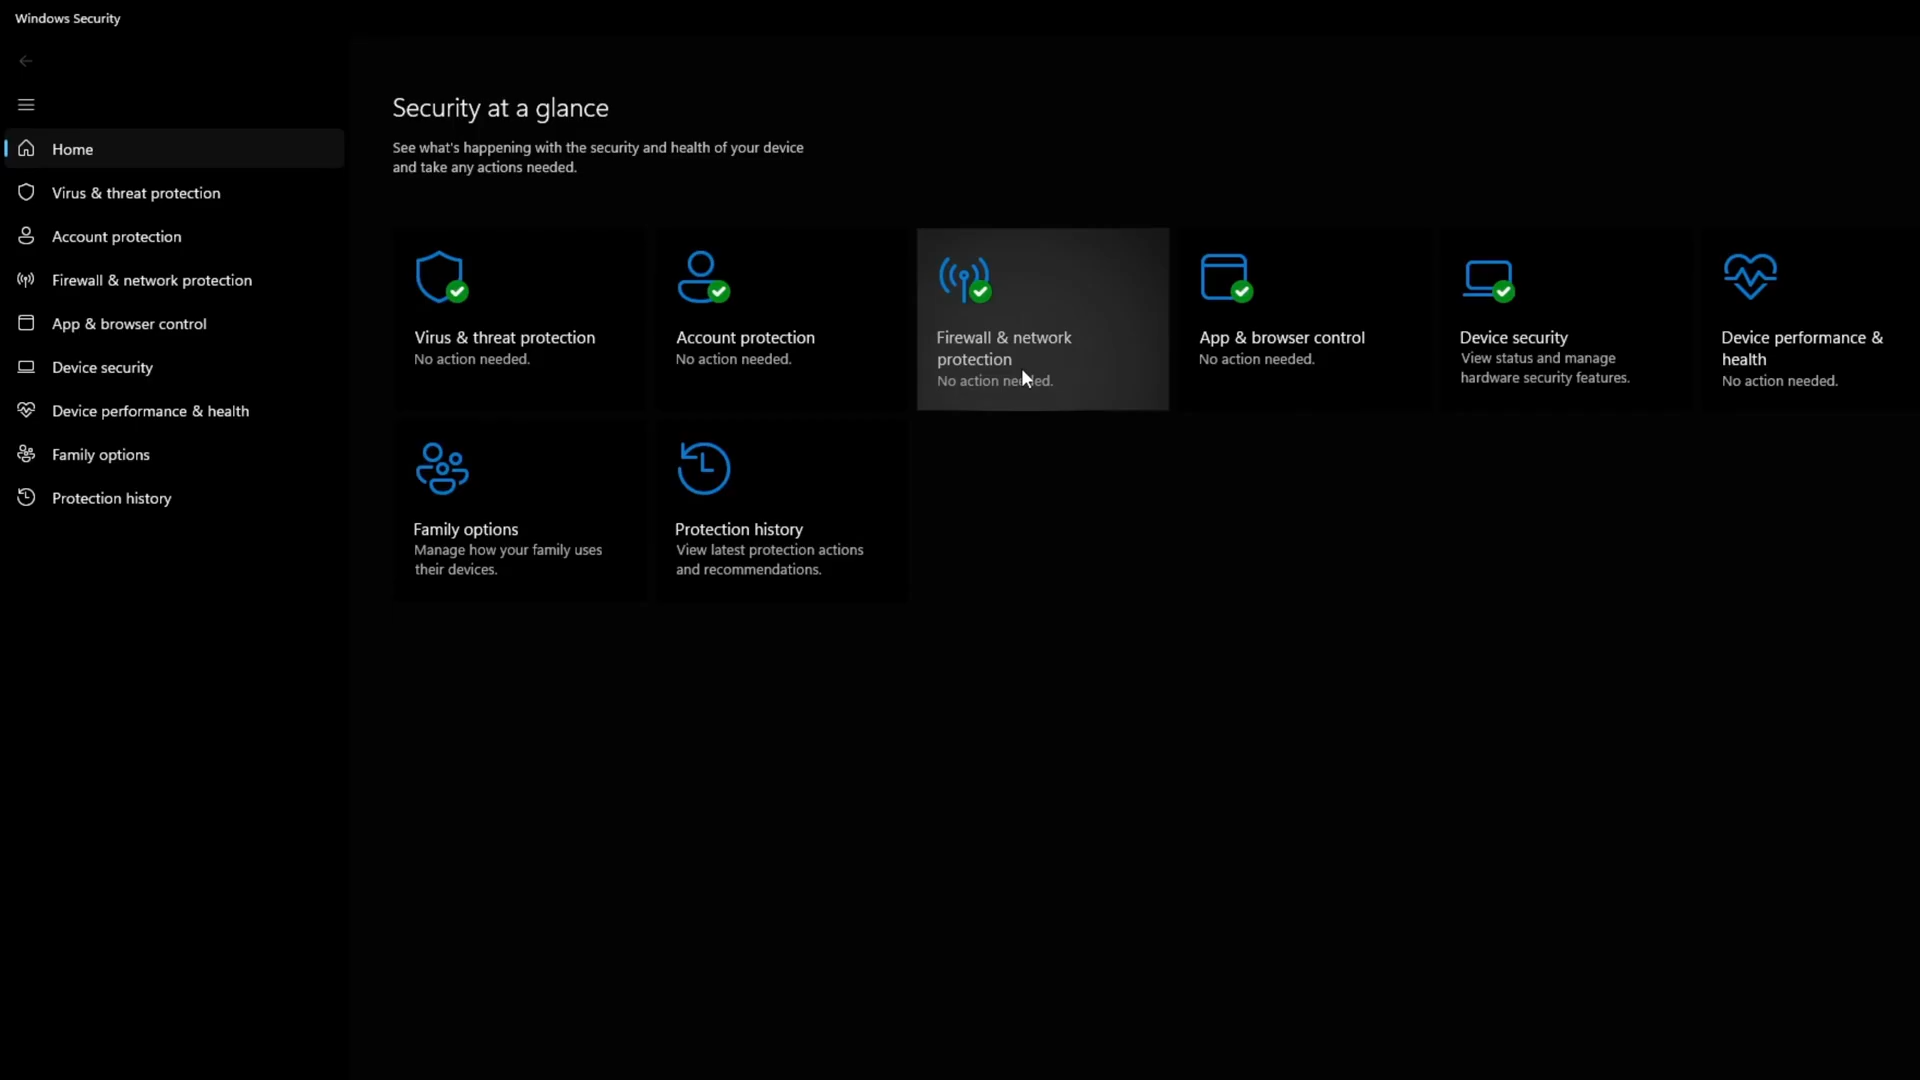 Windows Security
Home
Virus & threat protection
Account protection
Firewall & network protection
App & browser control
Device security
Device performance & health
Family options
Protection history
Security at a glance
See what's happening with the security and health of your device
and take any actions needed.
Virus & threat protection
No action needed.
Account protection
No action needed.
Firewall & network
protection
No action needed.
App & browser control
No action needed.
Device security
View status and manage
hardware security features.
Device performance &
health
No action needed.
Family options
Manage how your family uses
their devices.
Protection history
View latest protection actions
and recommendations.